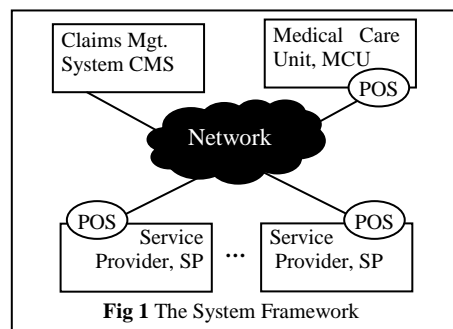 Claims Mgt.
System CMS
Medical Care
Unit, MCU
POS
Network
POS
Service
Provider, SP
...
POS
Service
Provider, SP
Fig 1 The System Framework